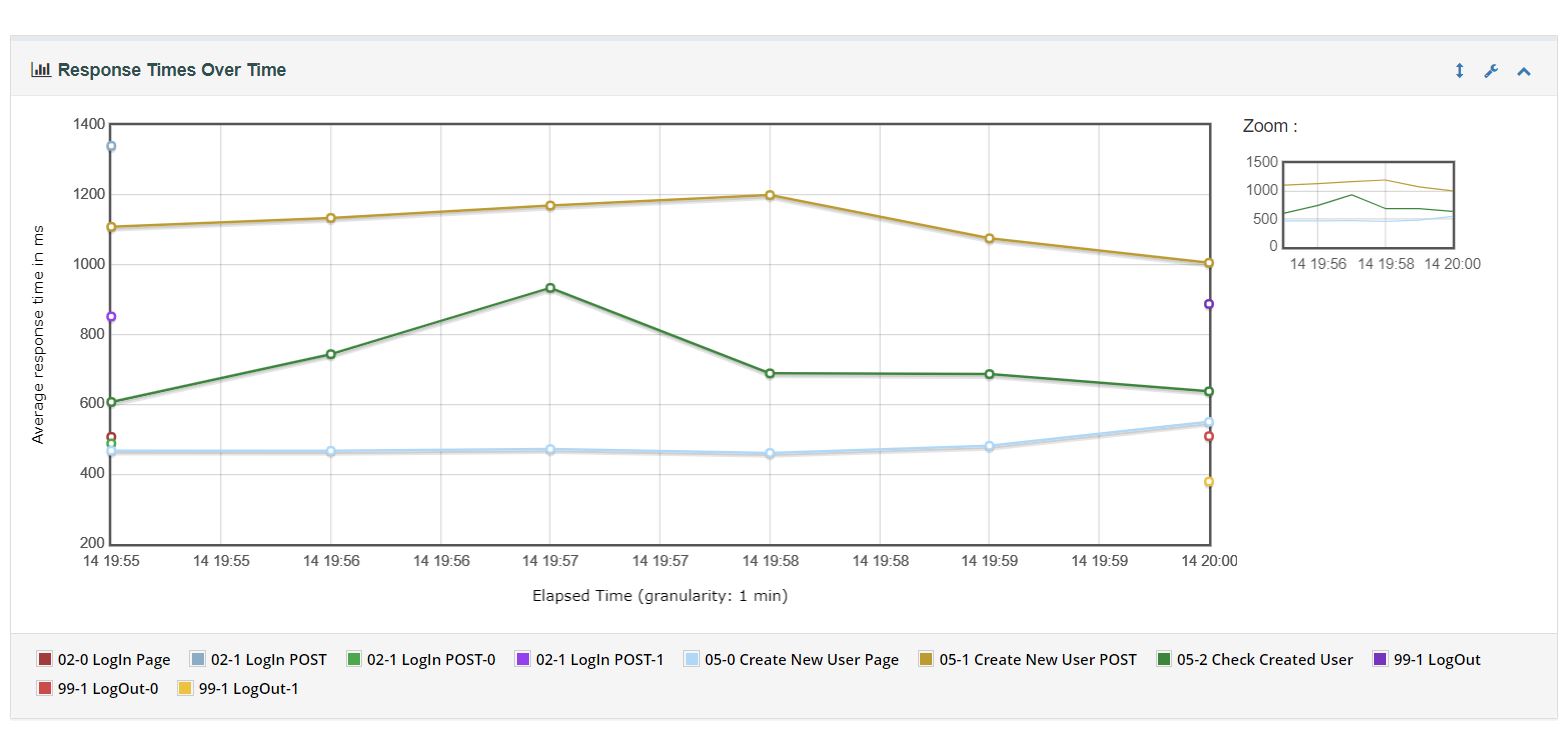 Response Times Over Time
Zoom :
1400
1200
1000
800
600
400
200
Average response time in ms
14 19:55 14 19:55 14 19:56 14 19:56 14 19:57 14 19:57 14 19:58 14 19:58 14 19:59 14 19:59 14 20:00
Elapsed Time (granularity: 1 min)
1500
1000
500
0
14 19:56 14 19:58 14 20:00
02-0 LogIn Page 02-1 LogIn POST 02-1 LogIn POST-0 02-1 LogIn POST-1 05-0 Create New User Page 05-1 Create New User POST 05-2 Check Created User 99-1 LogOut
99-1 LogOut-0 99-1 LogOut-1